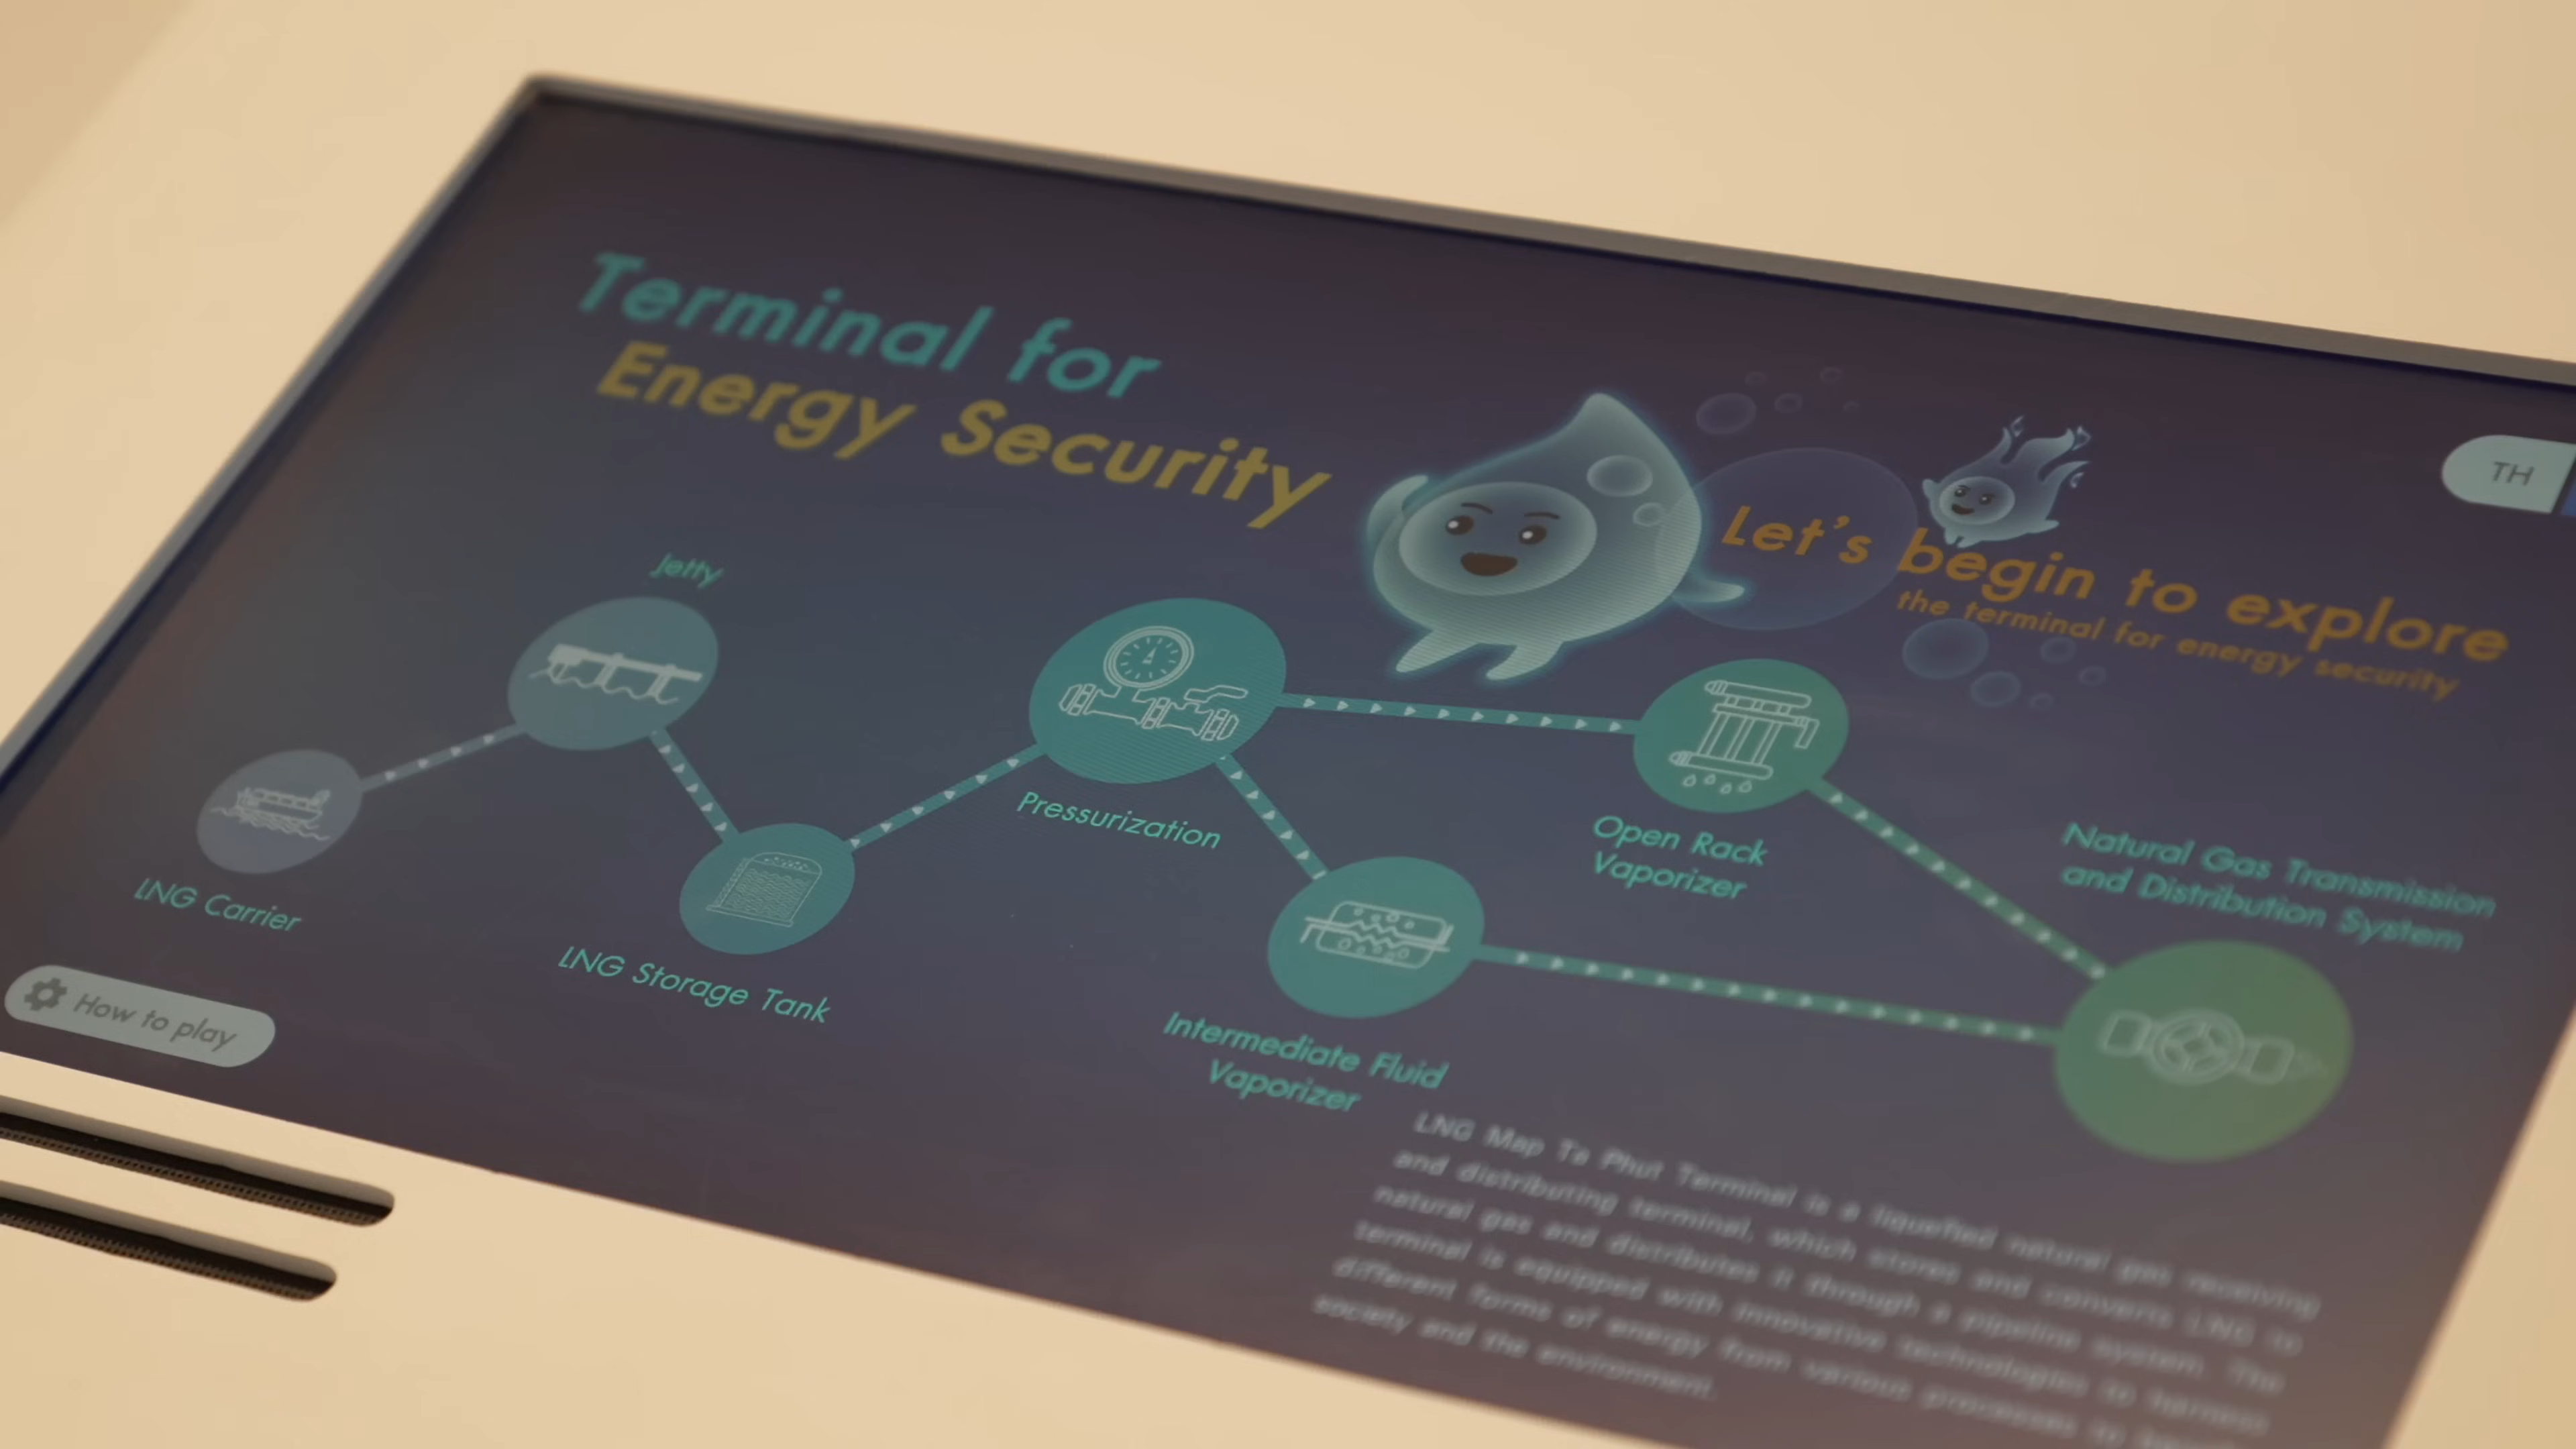 Terminal for
Energy Security
TH
Let's begin to explore
the terminal for energy security
Jetty
LNG Carrier
LNG Storage Tank
Pressurization
Open Rack
Vaporizer
Intermediate Fluid
Vaporizer
Natural Gas Transmission
and Distribution System
How to play
LNG Map Ta Phut Terminal is a liquefied natural gas receiving
and distributing terminal, which stores and converts LNG to
natural gas and distributes it through a pipeline system. The
terminal is equipped with innovative technologies to harness
different forms of energy from various processes to
society and the environment.